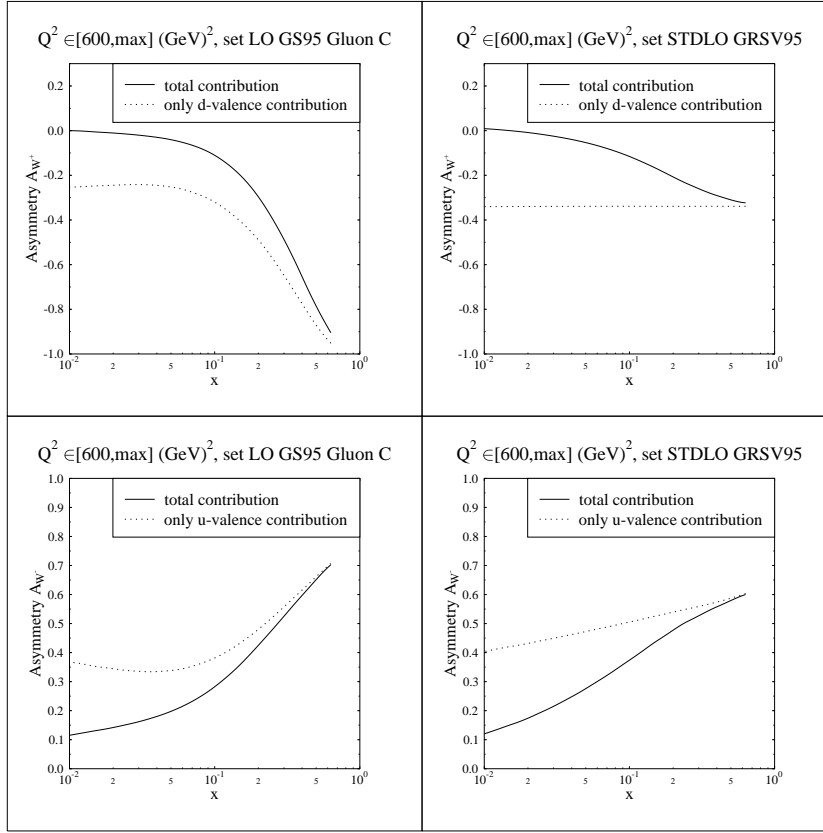 Q² ∈[600,max] (GeV)², set LO GS95 Gluon C
total contribution
only d-valence contribution
Asymmetry A_W⁺
0.2
0.0
-0.2
-0.4
-0.6
-0.8
-1.0
10⁻² 2 5 10⁻¹ 2 5 10⁰
x
Q² ∈[600,max] (GeV)², set STDLO GRSV95
total contribution
only d-valence contribution
Asymmetry A_W⁺
0.2
0.0
-0.2
-0.4
-0.6
-0.8
-1.0
10⁻² 2 5 10⁻¹ 2 5 10⁰
x
Q² ∈[600,max] (GeV)², set LO GS95 Gluon C
total contribution
only u-valence contribution
Asymmetry A_W⁻
1.0
0.9
0.8
0.7
0.6
0.5
0.4
0.3
0.2
0.1
0.0
10⁻² 2 5 10⁻¹ 2 5 10⁰
x
Q² ∈[600,max] (GeV)², set STDLO GRSV95
total contribution
only u-valence contribution
Asymmetry A_W⁻
1.0
0.9
0.8
0.7
0.6
0.5
0.4
0.3
0.2
0.1
0.0
10⁻² 2 5 10⁻¹ 2 5 10⁰
x